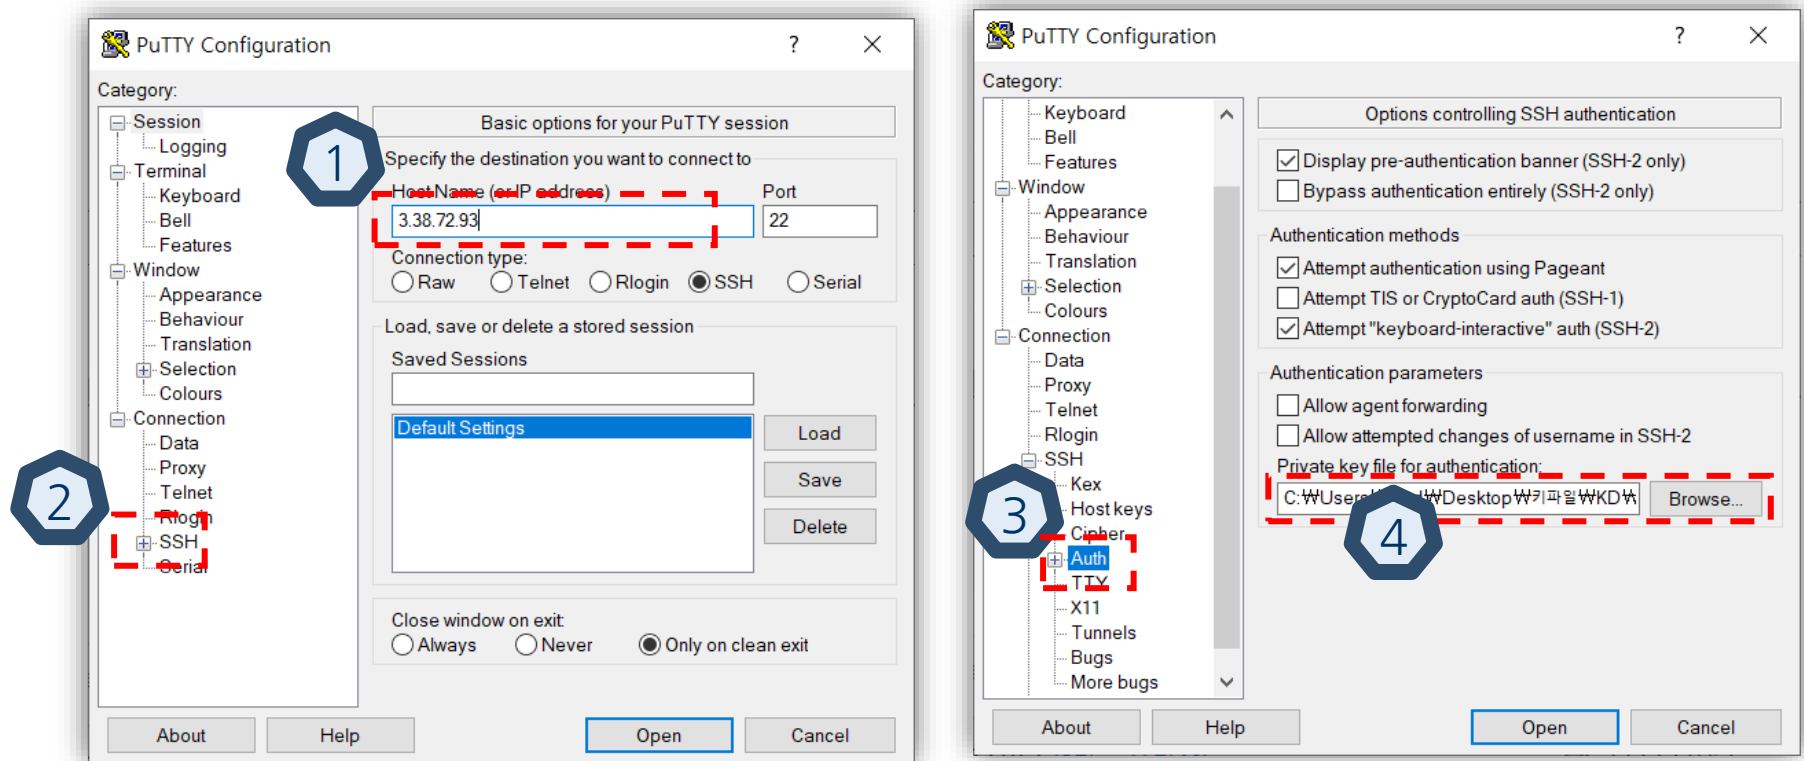 PuTTY Configuration
?
Category:
Session
Logging
Terminal
Keyboard
Bell
Features
Window
Appearance
Behaviour
Translation
Selection
Colours
Connection
Data
Proxy
Telnet
Rlogin
SSH
Serial
1
2
Basic options for your PuTTY session
Specify the destination you want to connect to
Host Name (or IP address) Port
3.38.72.93 22
Connection type:
Raw Telnet Rlogin SSH Serial
Load, save or delete a stored session
Saved Sessions
Default Settings
Load
Save
Delete
Close window on exit:
Always Never Only on clean exit
About Help Open Cancel
PuTTY Configuration
?
Category:
Keyboard
Bell
Features
Window
Appearance
Behaviour
Translation
Selection
Colours
Connection
Data
Proxy
Telnet
Rlogin
SSH
Kex
Host keys
Cipher
Auth
TTY
X11
Tunnels
Bugs
More bugs
3
Options controlling SSH authentication
Display pre-authentication banner (SSH-2 only)
Bypass authentication entirely (SSH-2 only)
Authentication methods
Attempt authentication using Pageant
Attempt TIS or CryptoCard auth (SSH-1)
Attempt "keyboard-interactive" auth (SSH-2)
Authentication parameters
Allow agent forwarding
Allow attempted changes of username in SSH-2
Private key file for authentication:
C:₩Users ₩Desktop₩키파일₩KD₩ Browse...
4
About Help Open Cancel